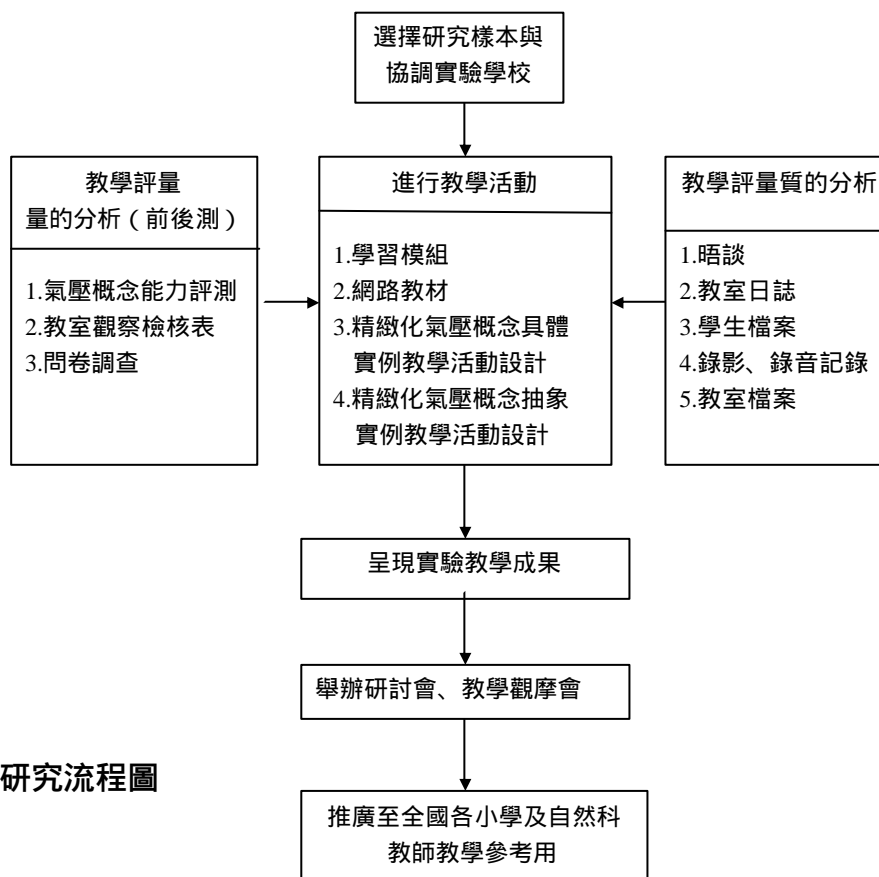 選擇研究樣本與
協調實驗學校
教學評量
量的分析（前後測）
1.氣壓概念能力評測
2.教室觀察檢核表
3.問卷調查
進行教學活動
1.學習模組
2.網路教材
3.精緻化氣壓概念具體
實例教學活動設計
4.精緻化氣壓概念抽象
實例教學活動設計
教學評量質的分析
1.晤談
2.教室日誌
3.學生檔案
4.錄影、錄音記錄
5.教室檔案
呈現實驗教學成果
舉辦研討會、教學觀摩會
研究流程圖
推廣至全國各小學及自然科
教師教學參考用